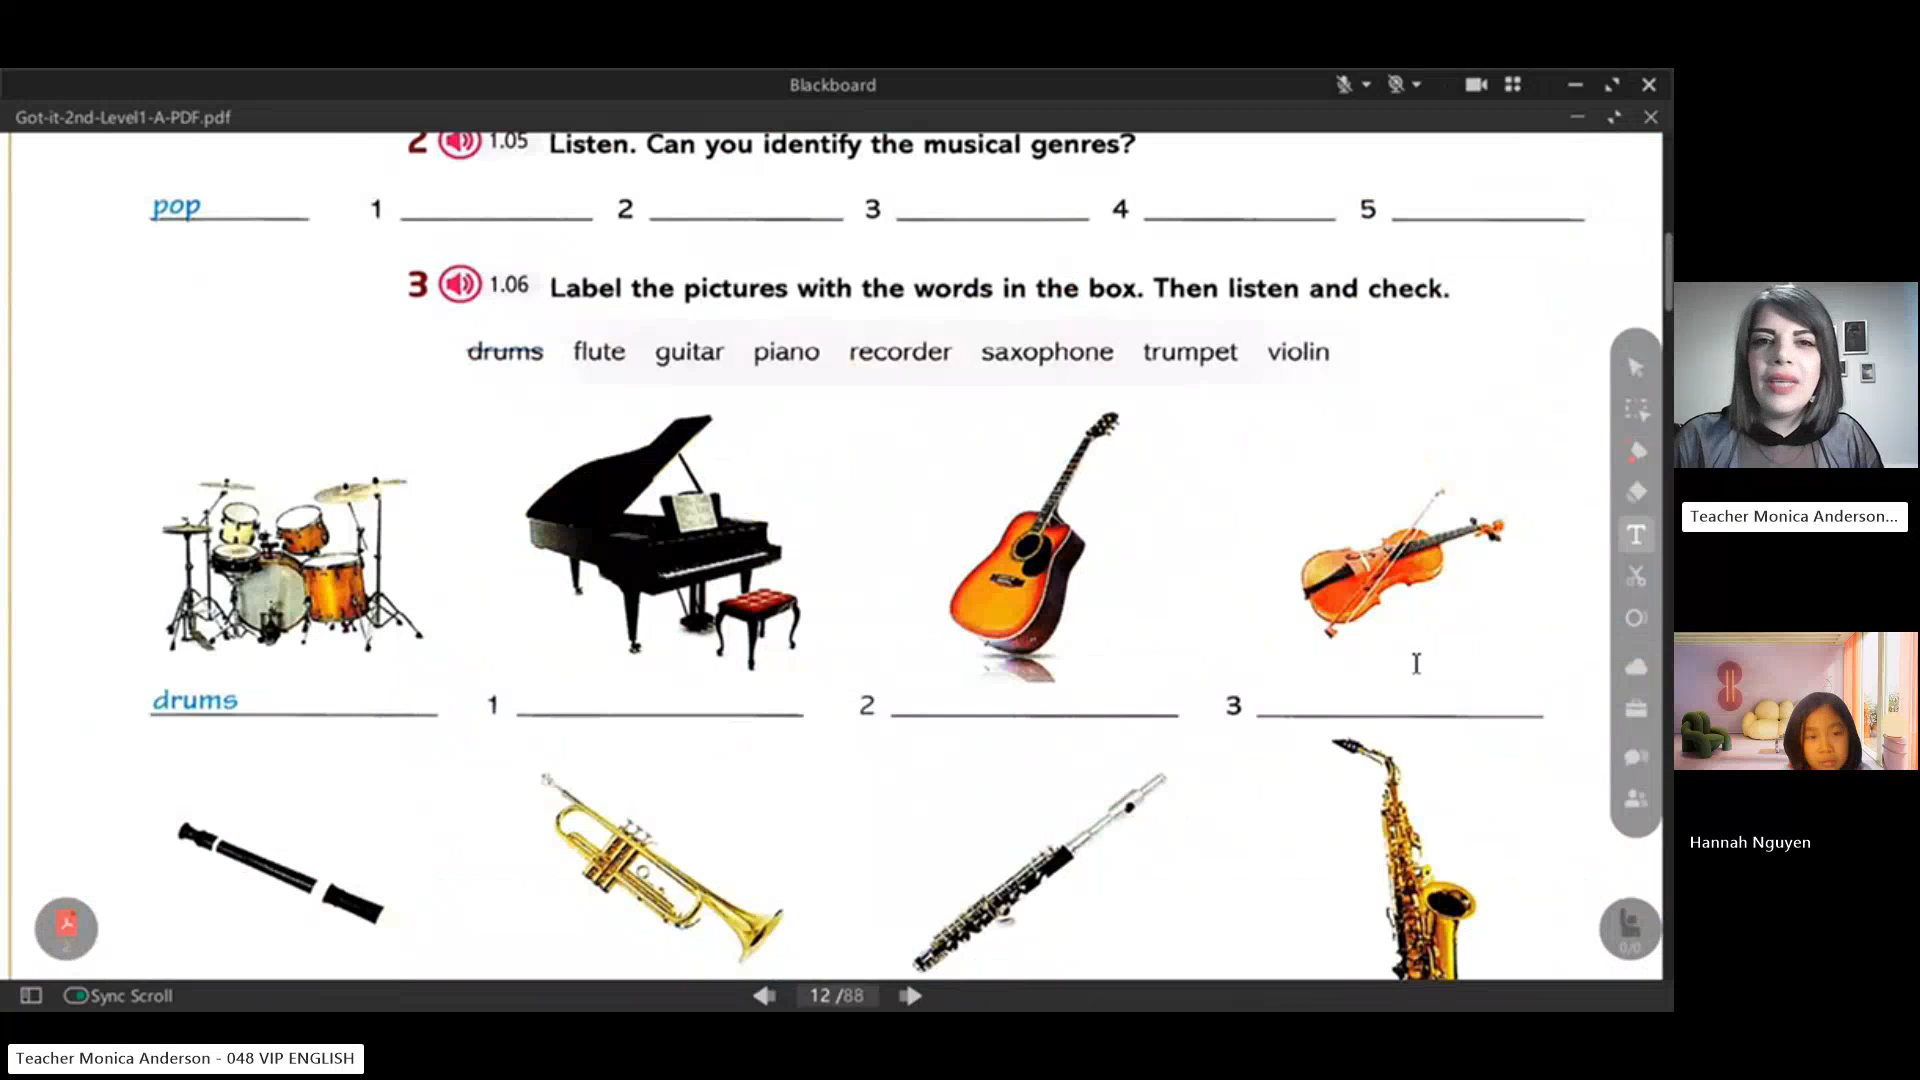 Blackboard
Got-it-2nd-Level1-A-PDF.pdf
2 1.05 Listen. Can you identify the musical genres?
pop 1 2 3 4 5
3 1.06 Label the pictures with the words in the box. Then listen and check.
drums flute guitar piano recorder saxophone trumpet violin
drums 1 2 3
T
0/0
Sync Scroll
12 /88
Teacher Monica Anderson...
Hannah Nguyen
Teacher Monica Anderson - 048 VIP ENGLISH